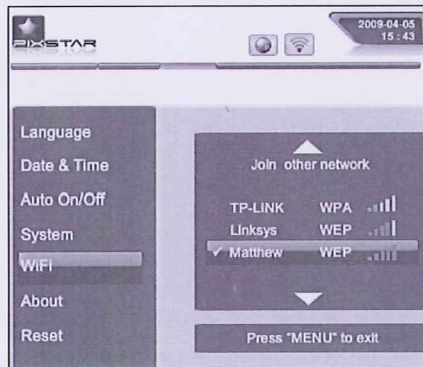 PIXSTAR
2009-04-05
15 : 43
Language
Date & Time
Auto On/Off
System
WiFi
About
Reset
Join other network
TP-LINK WPA
Linksys WEP
✓ Matthew WEP
Press "MENU" to exit